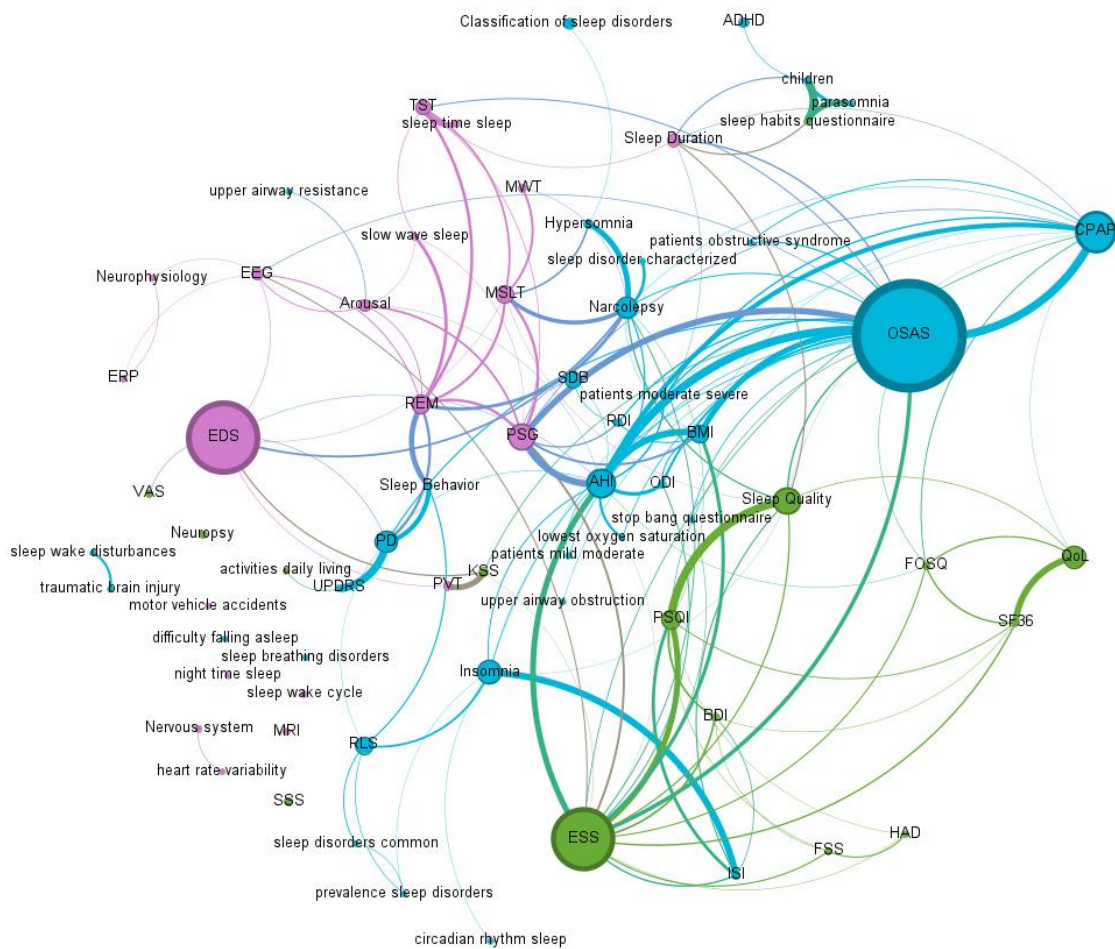 Classification of sleep disorders
ADHD
children
parasomnia
sleep habits questionnaire
TST
sleep time sleep
Sleep Duration
upper airway resistance
MWT
Hypersomnia
CPAP
slow wave sleep
patients obstructive syndrome
sleep disorder characterized
Neurophysiology
EEG
Arousal
MSLT
Narcolepsy
OSAS
ERP
SDB
patients moderate severe
REM
EDS
PSG
RDI
BMI
AHI
ODI
Sleep Behavior
VAS
Sleep Quality
stop bang questionnaire
Neuropsy
PD
lowest oxygen saturation
sleep wake disturbances
patients mild moderate
activities daily living
KSS
FOSQ
QoL
traumatic brain injury
UPDRS
PVT
motor vehicle accidents
upper airway obstruction
PSQI
SF36
difficulty falling asleep
sleep breathing disorders
night time sleep
Insomnia
sleep wake cycle
BDI
Nervous system
MRI
RLS
heart rate variability
SSS
ESS
HAD
sleep disorders common
FSS
ISI
prevalence sleep disorders
circadian rhythm sleep